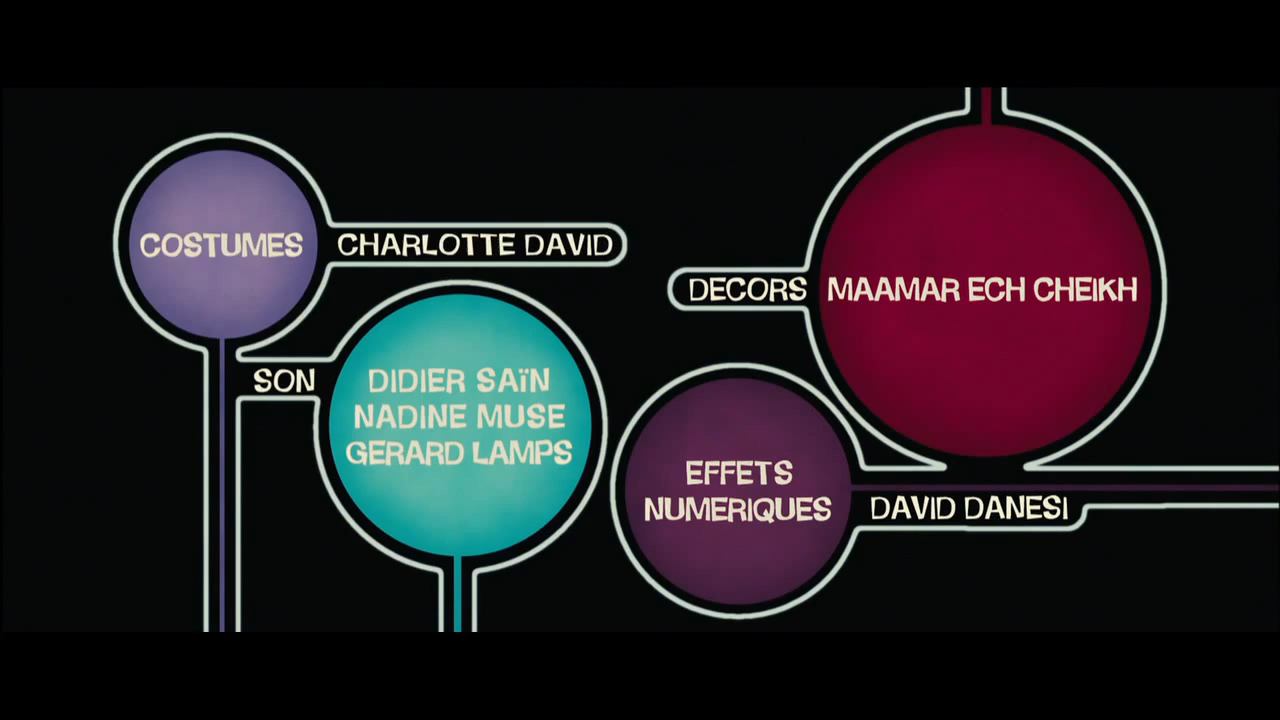 COSTUMES
CHARLOTTE DAVID
SON
DIDIER SAïN
NADINE MUSE
GERARD LAMPS
DECORS
MAAMAR ECH CHEIKH
EFFETS
NUMERIQUES
DAVID DANESI